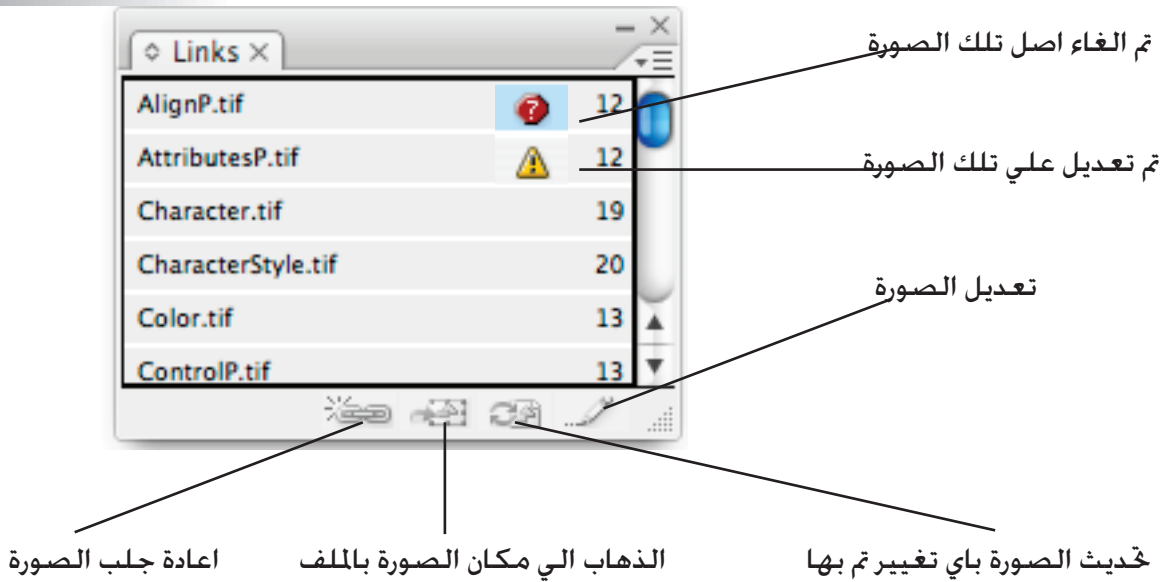 Links
تم الغاء اصل تلك الصورة
AlignP.tif 12
AttributesP.tif 12
تم تعديل علي تلك الصورة
Character.tif 19
CharacterStyle.tif 20
تعديل الصورة
Color.tif 13
ControlP.tif 13
تحديث الصورة باي تغيير تم بها
الذهاب الي مكان الصورة بالملف
اعادة جلب الصورة